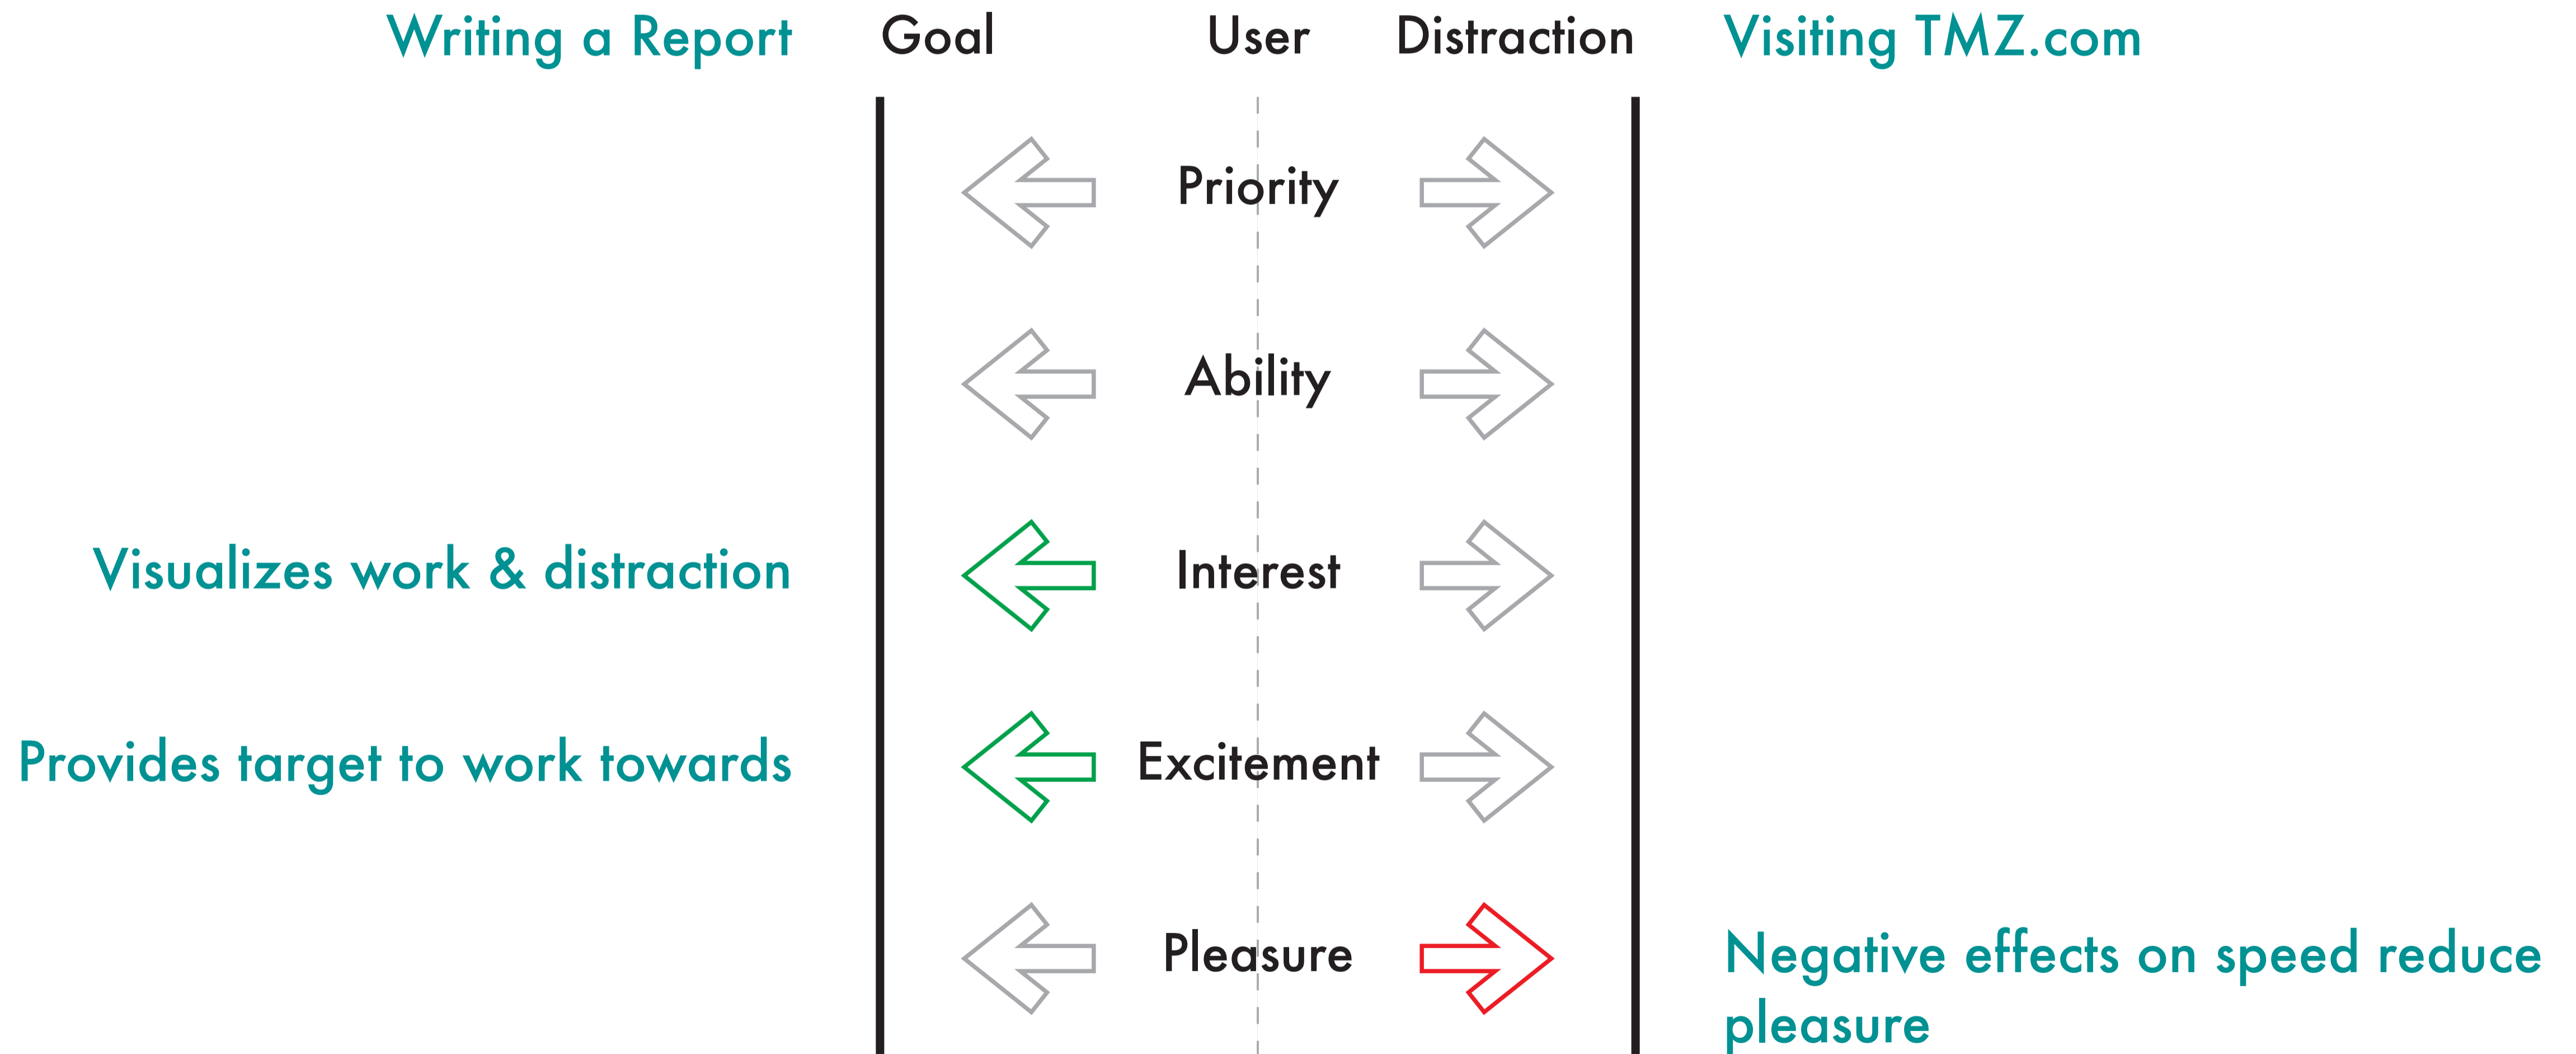 Writing a Report Goal User Distraction Visiting TMZ.com
Priority
Ability
Visualizes work & distraction Interest
Provides target to work towards Excitement
Pleasure Negative effects on speed reduce
pleasure